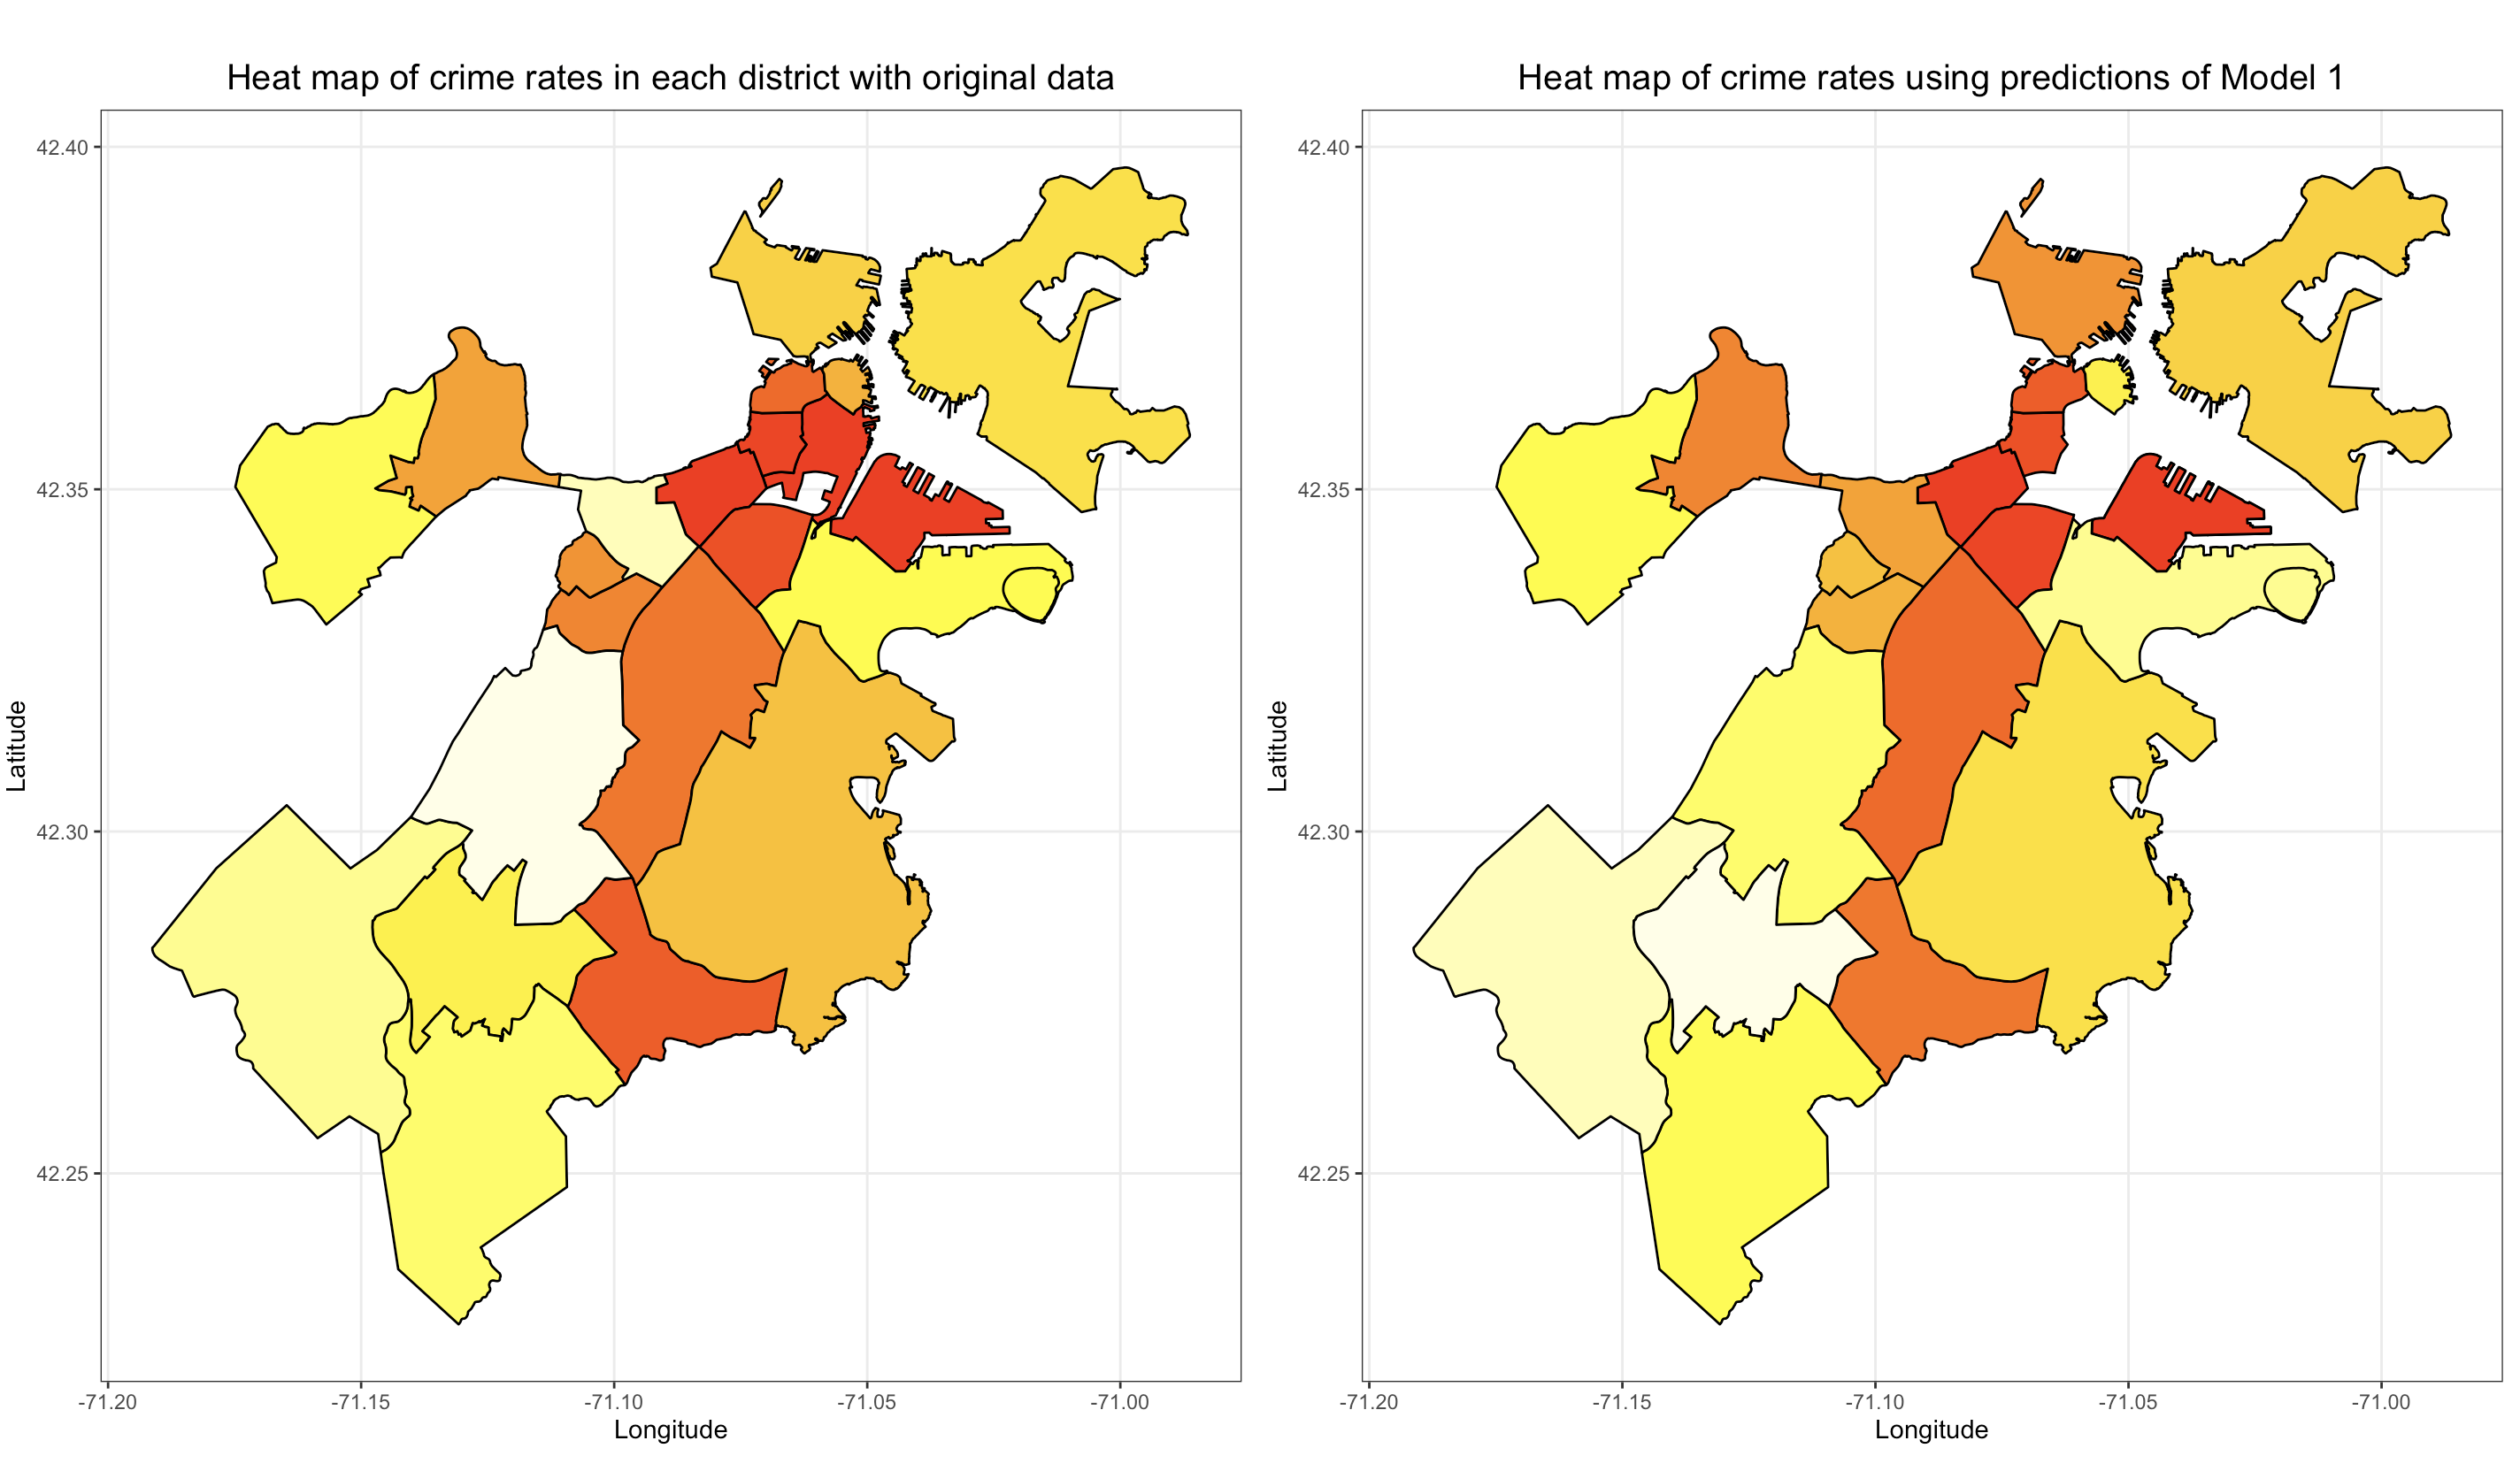 Heat map of crime rates in each district with original data
42.40
42.35
42.30
42.25
Latitude
-71.20 -71.15 -71.10 -71.05 -71.00
Longitude
Heat map of crime rates using predictions of Model 1
42.40
42.35
42.30
42.25
Latitude
-71.20 -71.15 -71.10 -71.05 -71.00
Longitude